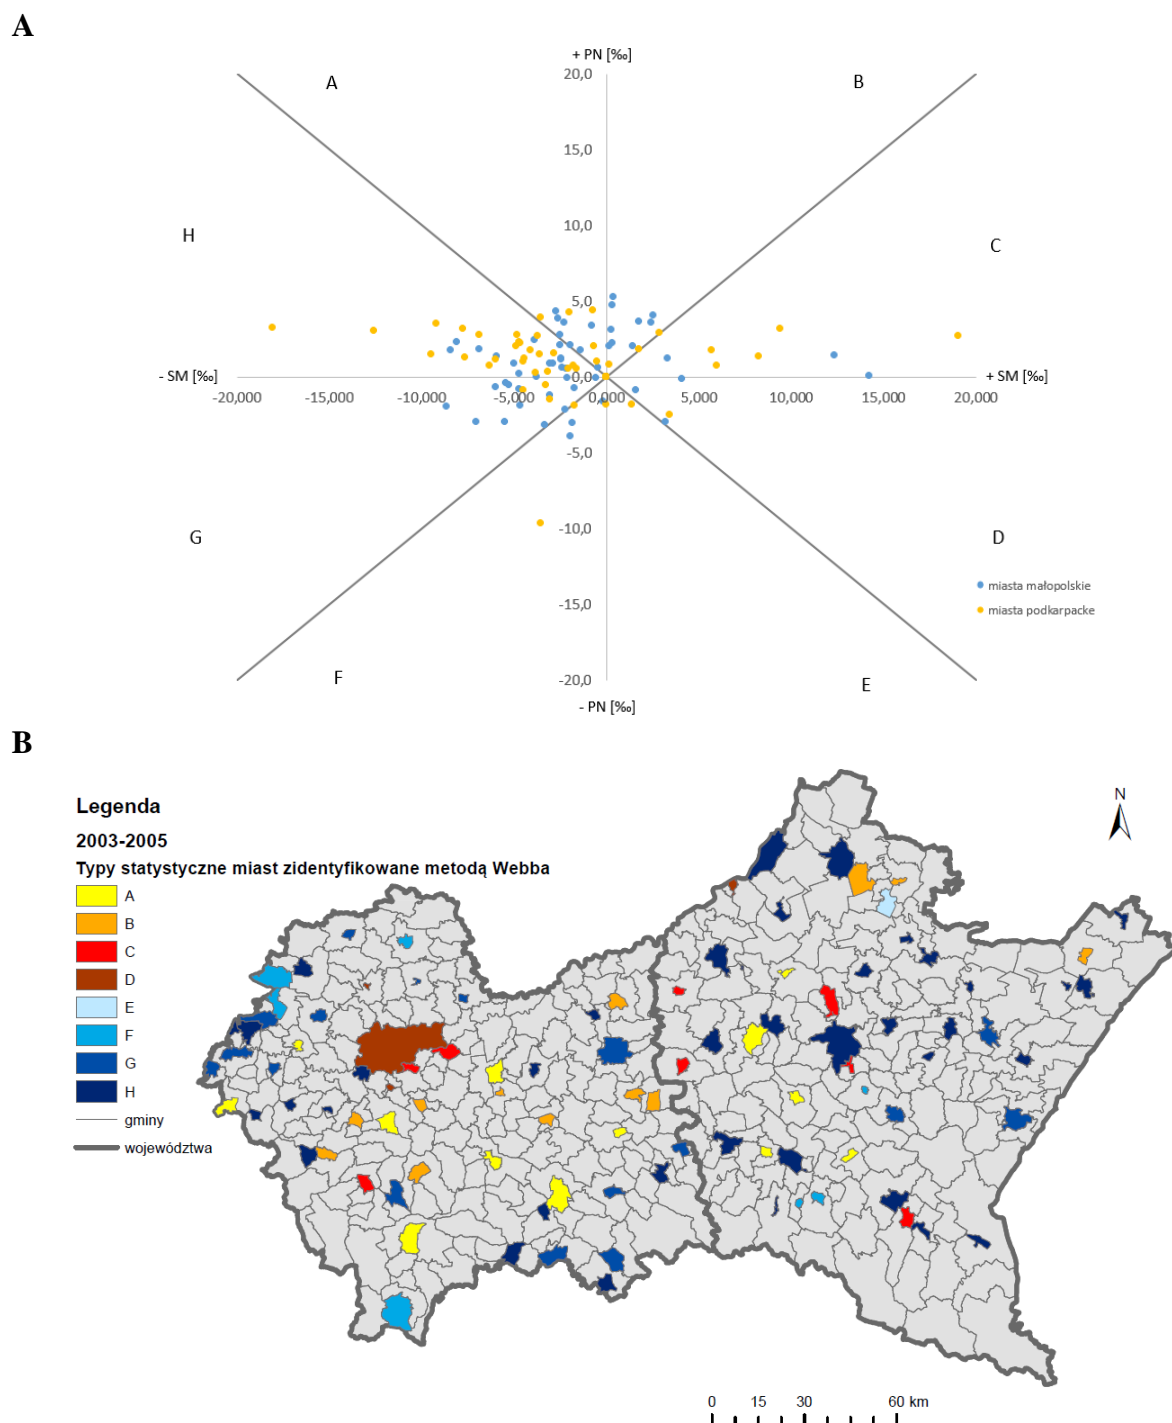 A
+ PN [‰]
20,0
A
B
15,0
10,0
H
C
5,0
- SM [‰]
0,0
+ SM [‰]
-20,000
-15,000
-10,000
-5,000
0,000
5,000
10,000
15,000
20,000
-5,0
-10,0
G
D
miasta małopolskie
-15,0
miasta podkarpacke
F
E
-20,0
- PN [‰]
B
Legenda
2003-2005
Typy statystyczne miast zidentyfikowane metodą Webba
A
B
C
D
E
F
G
H
gminy
województwa
N
0 15 30 60 km